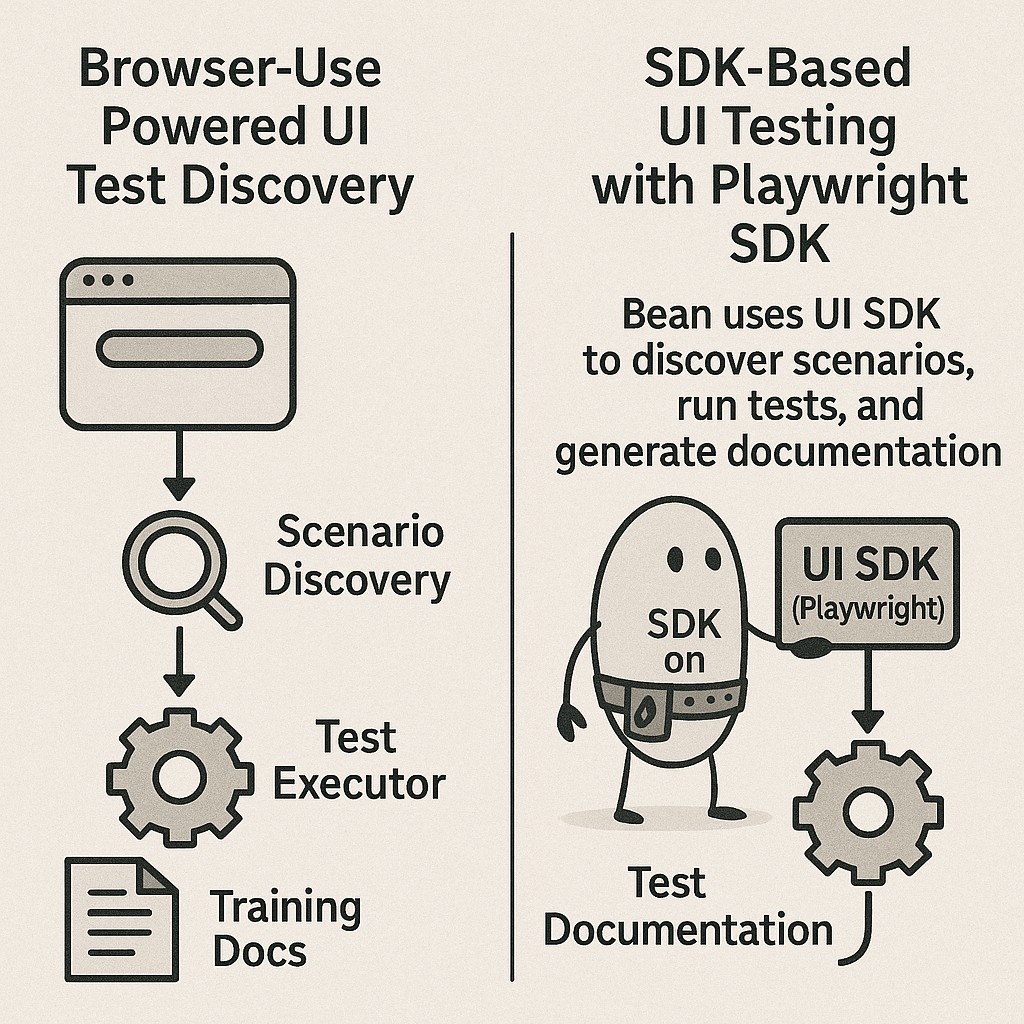 Browser-Use
Powered UI
Test Discovery
Scenario
Discovery
Test
Executor
Training
Docs
SDK-Based
UI Testing
with Playwright
SDK
Bean uses UI SDK
to discover scenarios,
run tests, and
generate documentation
SDK
on
UI SDK
(Playwright)
Test
Documentation